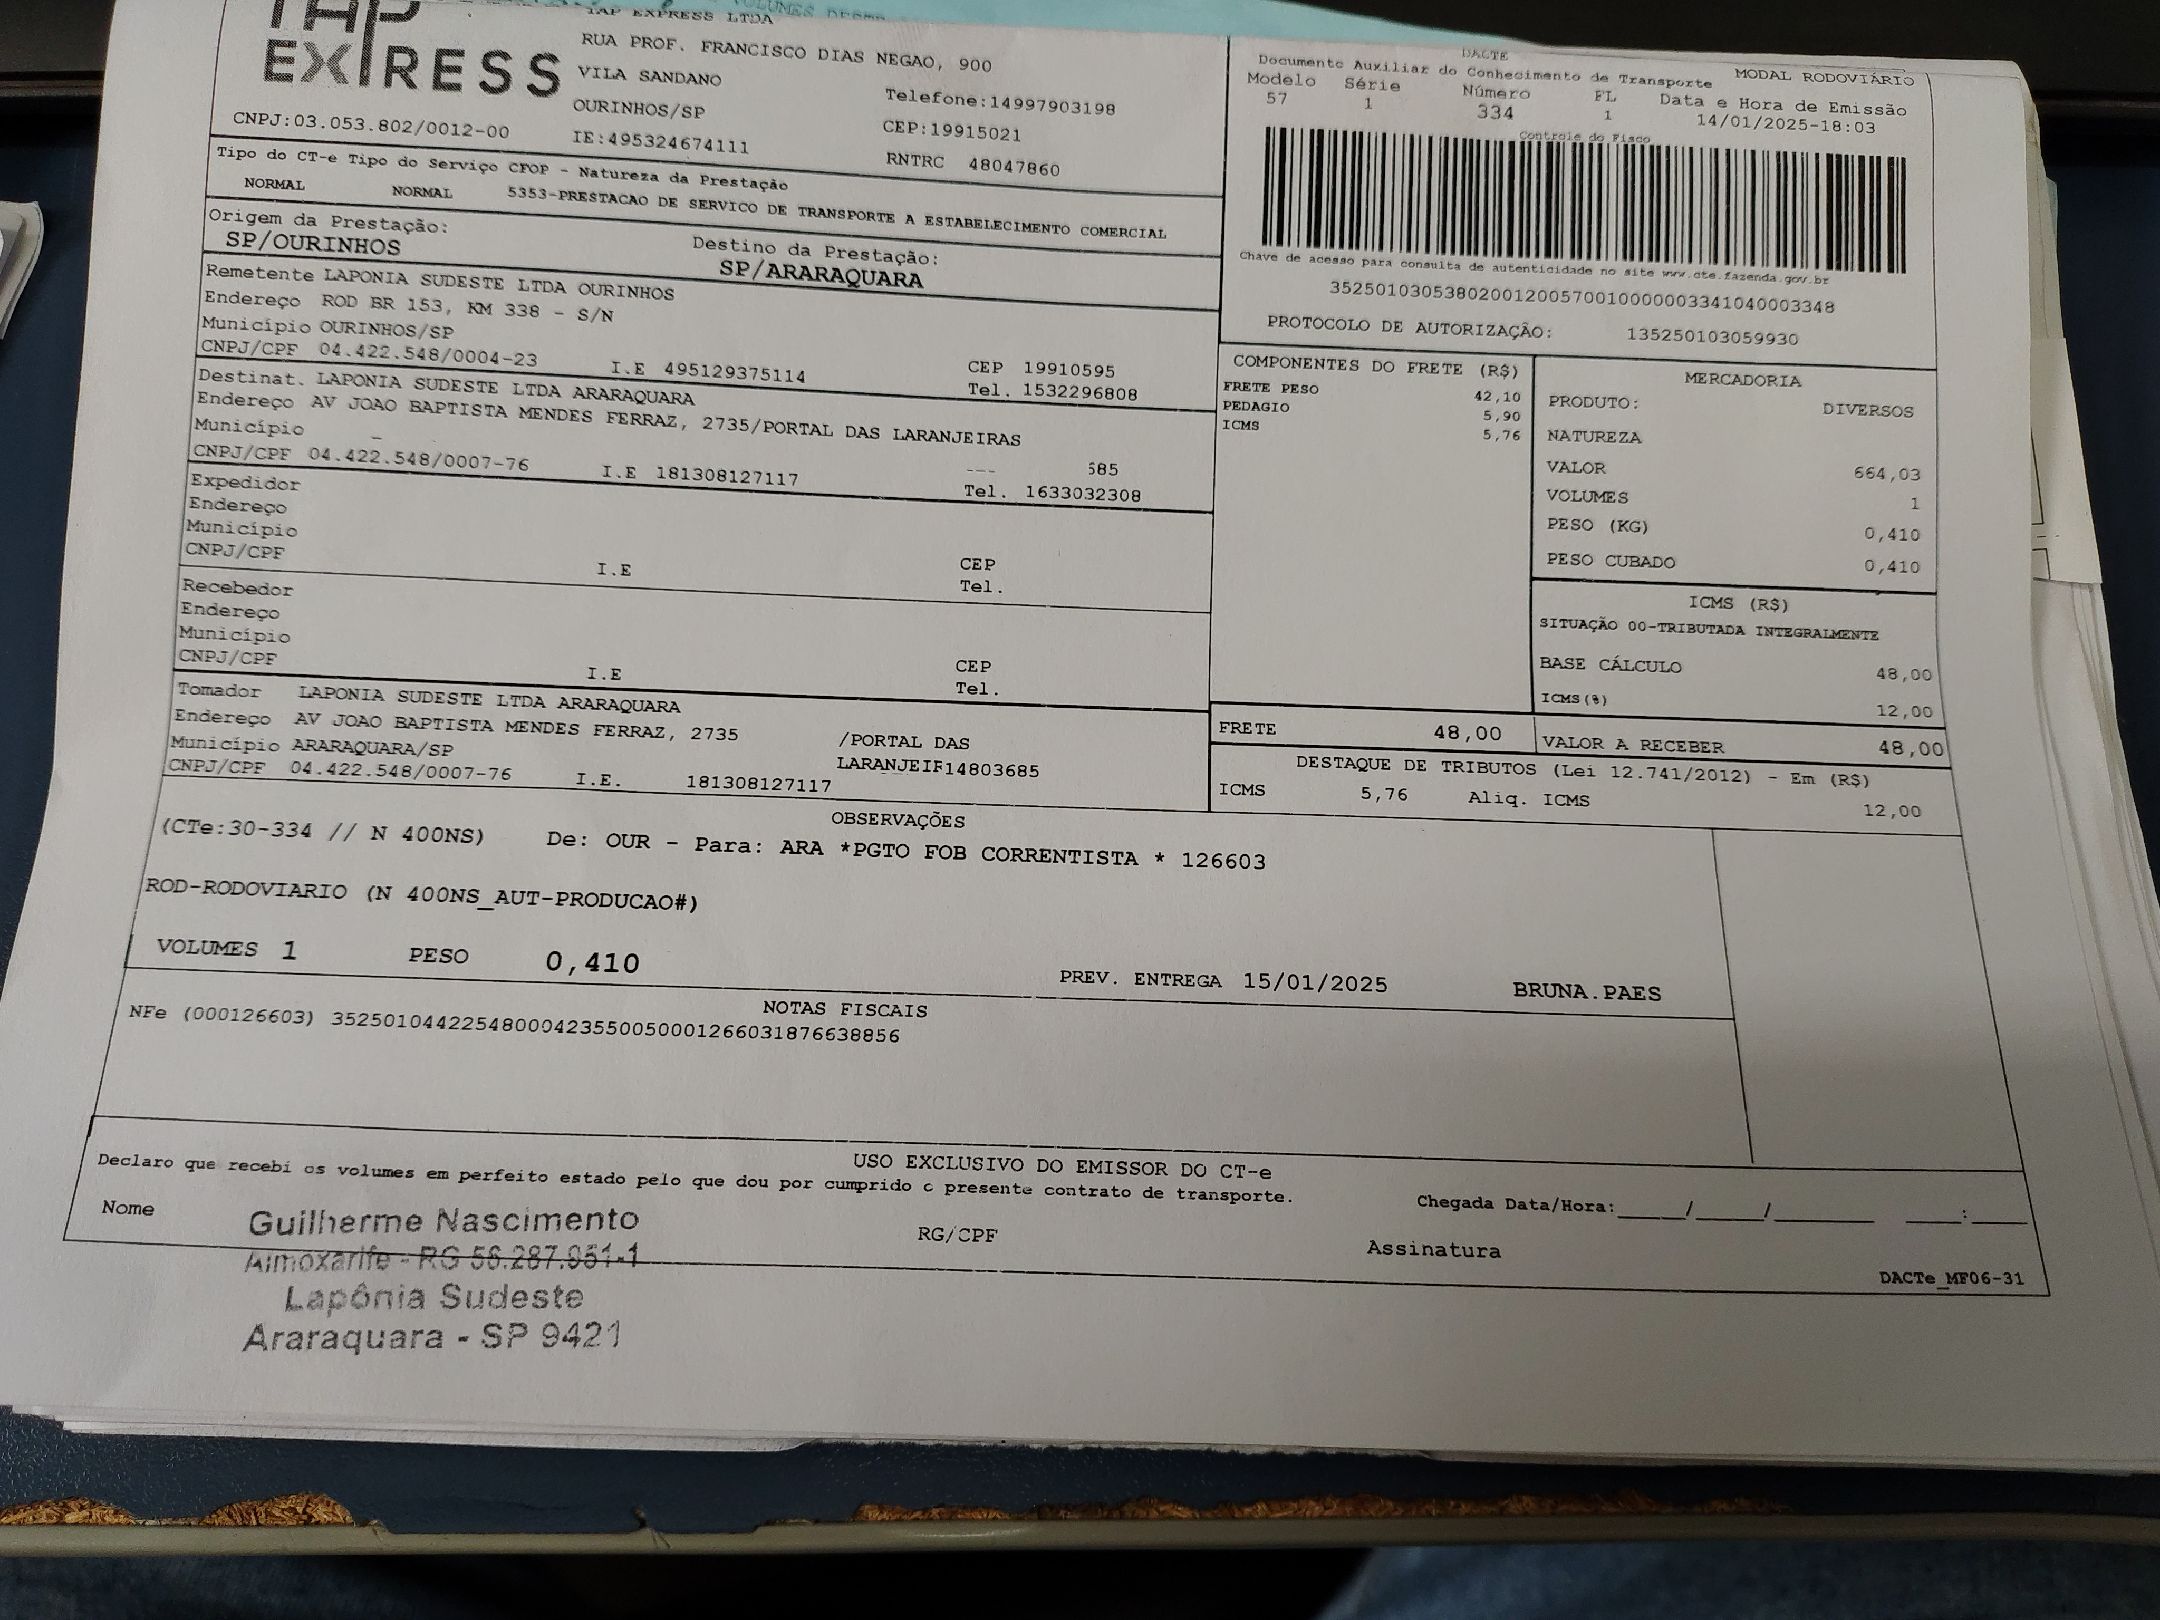 TAP
EXPRESS
TAP EXPRESS LTDA
RUA PROF. FRANCISCO DIAS NEGAO, 900
VILA SANDANO
OURINHOS/SP
IE:495324674111
Telefone:14997903198
CEP:19915021
RNTRC 48047860
CNPJ:03.053.802/0012-00
DACTE
Documento Auxiliar do Conhecimento de Transporte MODAL RODOVIÁRIO
Modelo Série Número FL Data e Hora de Emissão
57 1 334 1 14/01/2025-18:03
Controle do Fisco
Chave de acesso para consulta de autenticidade no site www.cte.fazenda.gov.br
35250103053802001200570010000003341040003348
PROTOCOLO DE AUTORIZAÇÃO: 135250103059930
Tipo do CT-e Tipo do Serviço CFOP - Natureza da Prestação
NORMAL NORMAL 5353-PRESTACAO DE SERVICO DE TRANSPORTE A ESTABELECIMENTO COMERCIAL
Origem da Prestação: Destino da Prestação:
SP/OURINHOS SP/ARARAQUARA
Remetente LAPONIA SUDESTE LTDA OURINHOS
Endereço ROD BR 153, KM 338 - S/N
Município OURINHOS/SP CEP 19910595
CNPJ/CPF 04.422.548/0004-23 I.E 495129375114 Tel. 1532296808
Destinat. LAPONIA SUDESTE LTDA ARARAQUARA
Endereço AV JOAO BAPTISTA MENDES FERRAZ, 2735/PORTAL DAS LARANJEIRAS
Município 685
CNPJ/CPF 04.422.548/0007-76 I.E 181308127117 Tel. 1633032308
Expedidor
Endereço
Município CEP
CNPJ/CPF I.E Tel.
Recebedor
Endereço
Município CEP
CNPJ/CPF I.E Tel.
Tomador LAPONIA SUDESTE LTDA ARARAQUARA
Endereço AV JOAO BAPTISTA MENDES FERRAZ, 2735 /PORTAL DAS
Município ARARAQUARA/SP LARANJEIF14803685
CNPJ/CPF 04.422.548/0007-76 I.E. 181308127117
COMPONENTES DO FRETE (R$)
FRETE PESO 42,10
PEDAGIO 5,90
ICMS 5,76
MERCADORIA
PRODUTO: DIVERSOS
NATUREZA
VALOR 664,03
VOLUMES 1
PESO (KG) 0,410
PESO CUBADO 0,410
ICMS (R$)
SITUAÇÃO 00-TRIBUTADA INTEGRALMENTE
BASE CÁLCULO 48,00
ICMS(%) 12,00
FRETE 48,00 VALOR A RECEBER 48,00
DESTAQUE DE TRIBUTOS (Lei 12.741/2012) - Em (R$)
ICMS 5,76 Aliq. ICMS 12,00
OBSERVAÇÕES
(CTe:30-334 // N 400NS) De: OUR - Para: ARA *PGTO FOB CORRENTISTA * 126603
ROD-RODOVIARIO (N 400NS_AUT-PRODUCAO#)
VOLUMES 1 PESO 0,410 PREV. ENTREGA 15/01/2025 BRUNA.PAES
NOTAS FISCAIS
NFe (000126603) 35250104422548000423550050001266031876638856
USO EXCLUSIVO DO EMISSOR DO CT-e
Declaro que recebi os volumes em perfeito estado pelo que dou por cumprido o presente contrato de transporte.
Chegada Data/Hora:_____/_____/_______ ____:____
Nome RG/CPF Assinatura
DACTe_MF06-31
Guilherme Nascimento
Almoxarife - RG 56.287.951-1
Lapônia Sudeste
Araraquara - SP 9421